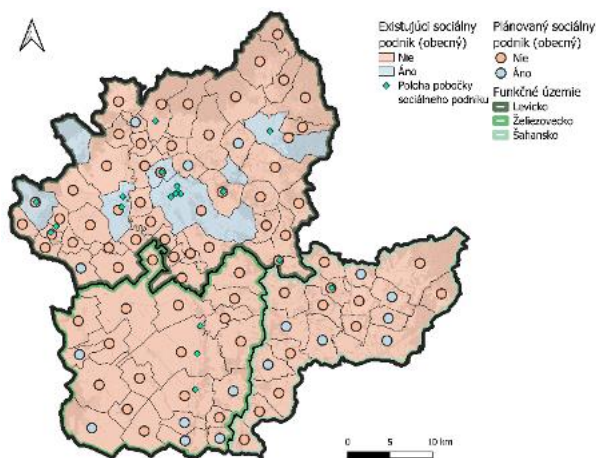 Existujúci sociálny
podnik (obecný)
Nie
Áno
Poloha pobočky
sociálneho podniku
Plánovaný sociálny
podnik (obecný)
Nie
Áno
Funkčné územie
Levicko
Želiezovecko
Šahansko
0 5 10 km